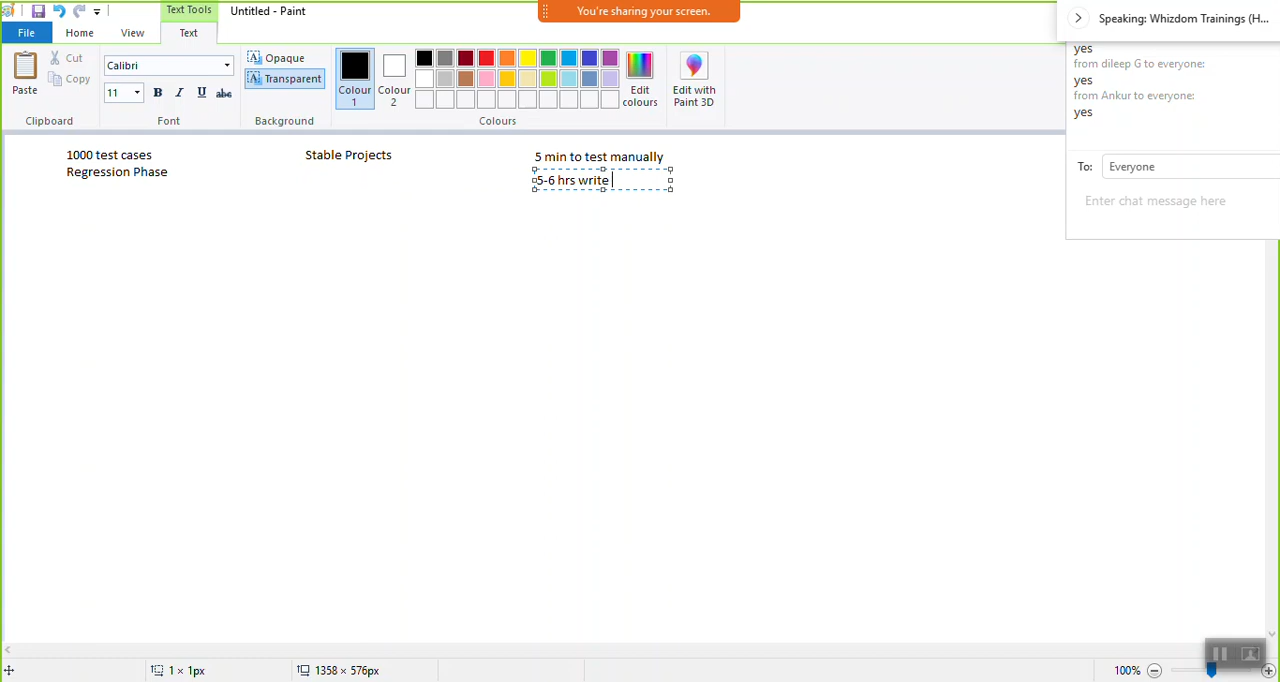 Text Tools
Untitled - Paint
You're sharing your screen.
Speaking: Whizdom Trainings (H...
File
Home
View
Text
Paste
Cut
Copy
Clipboard
Calibri
11
B I U abc
Font
Opaque
Transparent
Background
Colour 1
Colour 2
Edit colours
Colours
Edit with Paint 3D
yes
from dileep G to everyone:
yes
from Ankur to everyone:
yes
To: Everyone
Enter chat message here
1000 test cases
Regression Phase
Stable Projects
5 min to test manually
5-6 hrs write
1 × 1px
1358 × 576px
100%